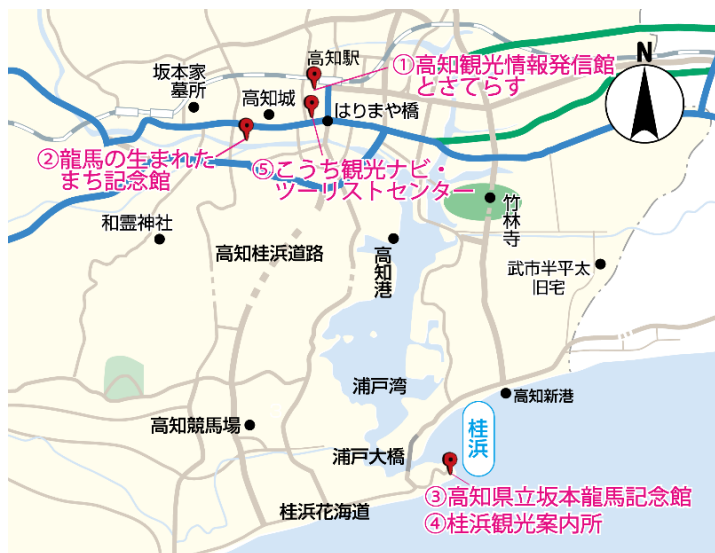 高知駅
①高知観光情報発信館
とさてらす
N
坂本家
墓所
高知城
はりまや橋
②龍馬の生まれた
まち記念館
⑤こうち観光ナビ・
ツーリストセンター
竹林寺
和霊神社
高知桂浜道路
高知港
武市半平太
旧宅
浦戸湾
高知新港
高知競馬場
桂浜
浦戸大橋
③高知県立坂本龍馬記念館
④桂浜観光案内所
桂浜花海道